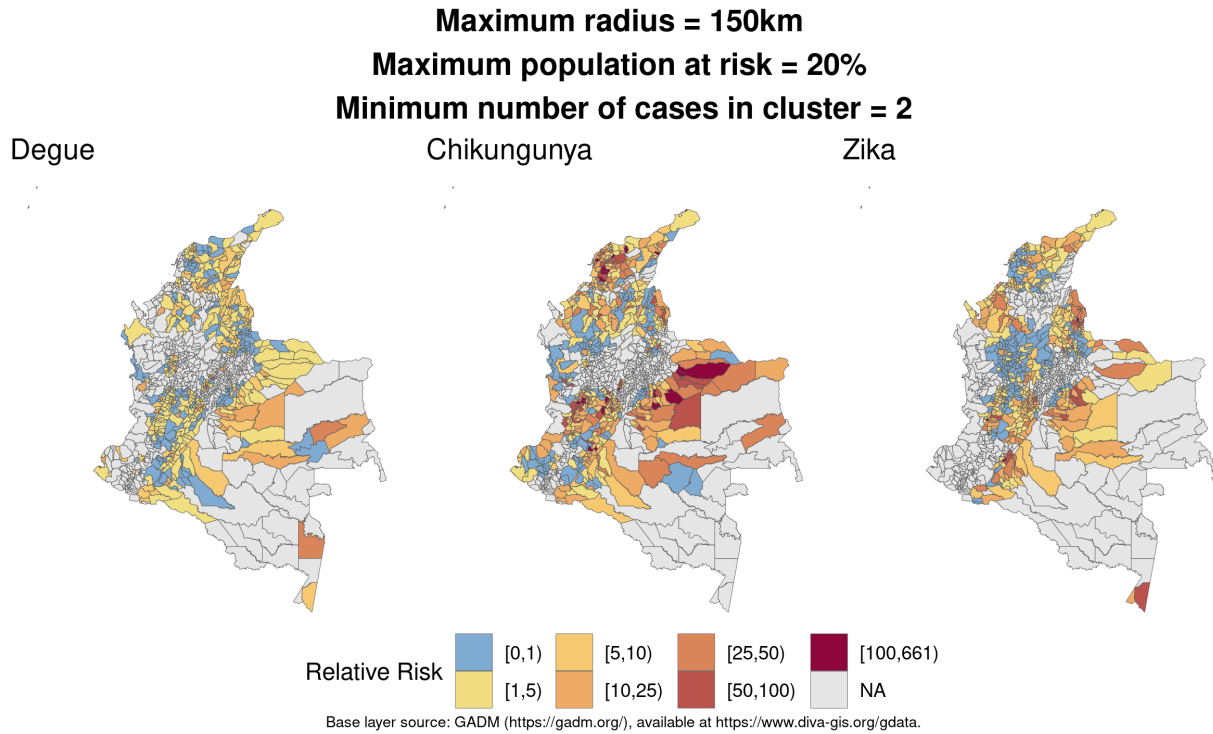 Maximum radius = 150km
Maximum population at risk = 20%
Minimum number of cases in cluster = 2
Degue
Chikungunya
Zika
Relative Risk
[0,1)
[5,10)
[25,50)
[100,661)
[1,5)
[10,25)
[50,100)
NA
Base layer source: GADM (https://gadm.org/), available at https://www.diva-gis.org/gdata.